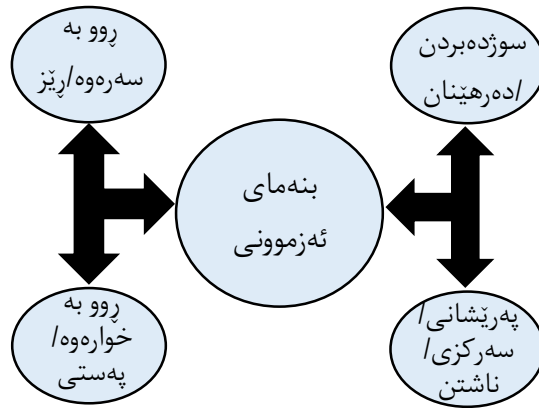 ڕوو بە
سەرەوە/ڕێز
سوژدەبردن
/دەرهێنان
بنەمای
ئەزموونی
ڕوو بە
خوارەوە/
پەستی
پەرێشانی/
سەرکزی/
ناشتن